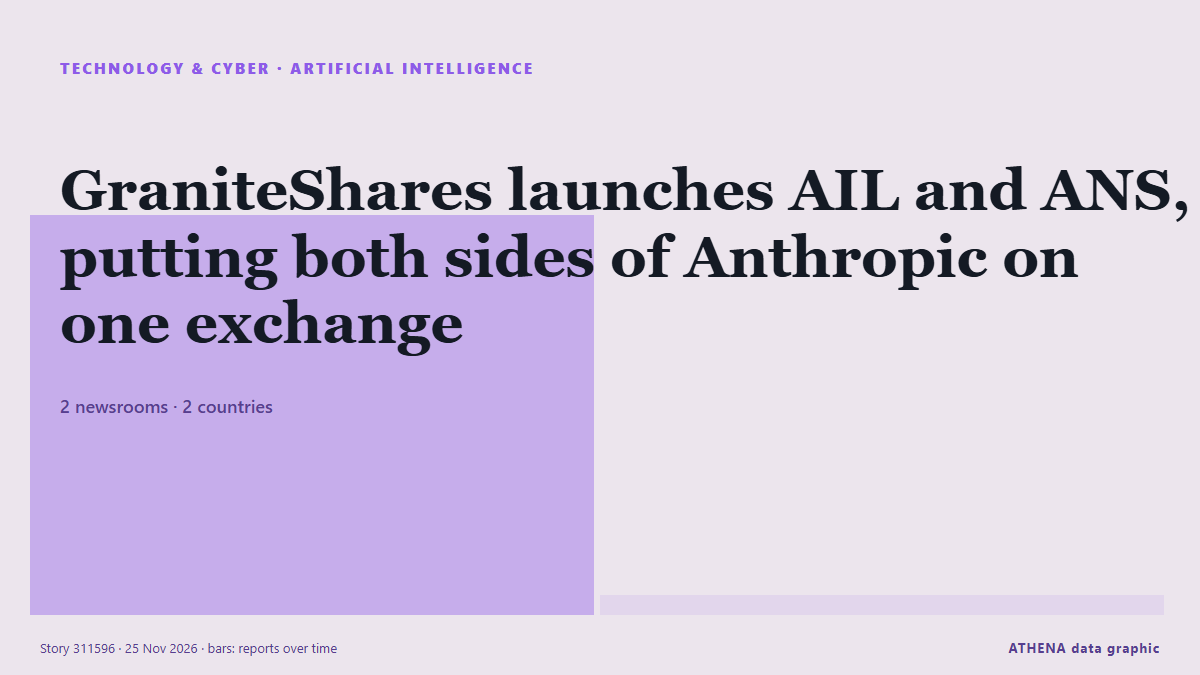 TECHNOLOGY & CYBER · ARTIFICIAL INTELLIGENCE
GraniteShares launches AIL and ANS,
putting both sides of Anthropic on
one exchange
2 newsrooms · 2 countries
Story 311596 · 25 Nov 2026 · bars: reports over time
ATHENA data graphic